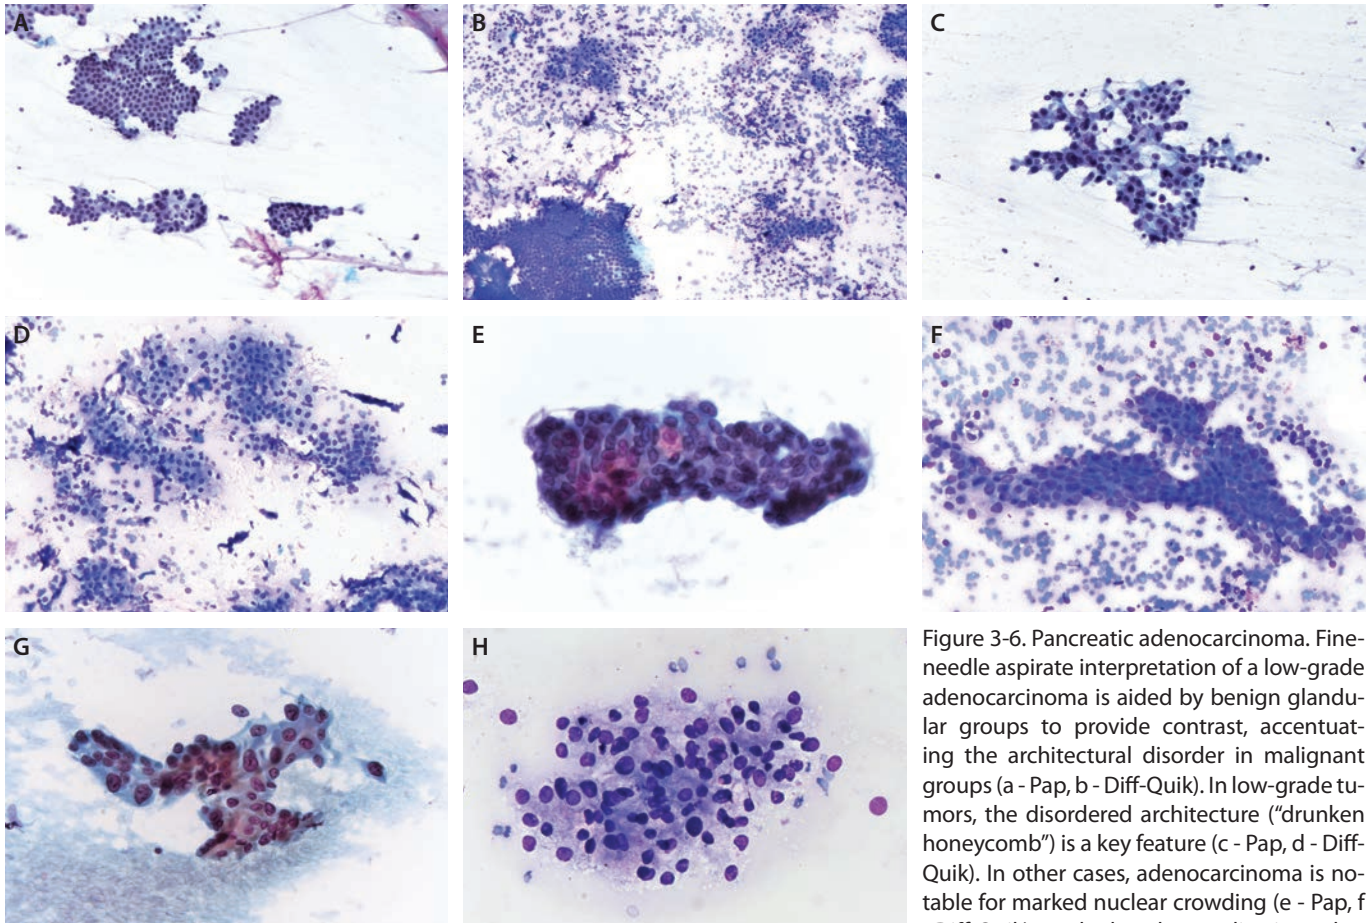 A
B
C
D
E
F
G
H
Figure 3-6. Pancreatic adenocarcinoma. Fine-
needle aspirate interpretation of a low-grade
adenocarcinoma is aided by benign glandu-
lar groups to provide contrast, accentuat-
ing the architectural disorder in malignant
groups (a - Pap, b - Diff-Quik). In low-grade tu-
mors, the disordered architecture (“drunken
honeycomb”) is a key feature (c - Pap, d - Diff-
Quik). In other cases, adenocarcinoma is no-
table for marked nuclear crowding (e - Pap, f